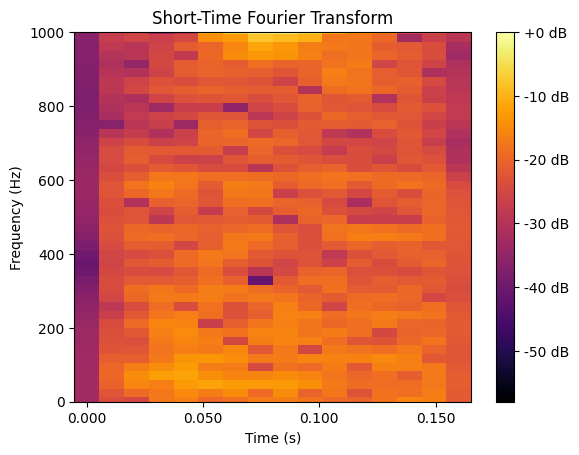 Short-Time Fourier Transform
Frequency (Hz)
1000
800
600
400
200
0
0.000
0.050
0.100
0.150
Time (s)
+0 dB
-10 dB
-20 dB
-30 dB
-40 dB
-50 dB